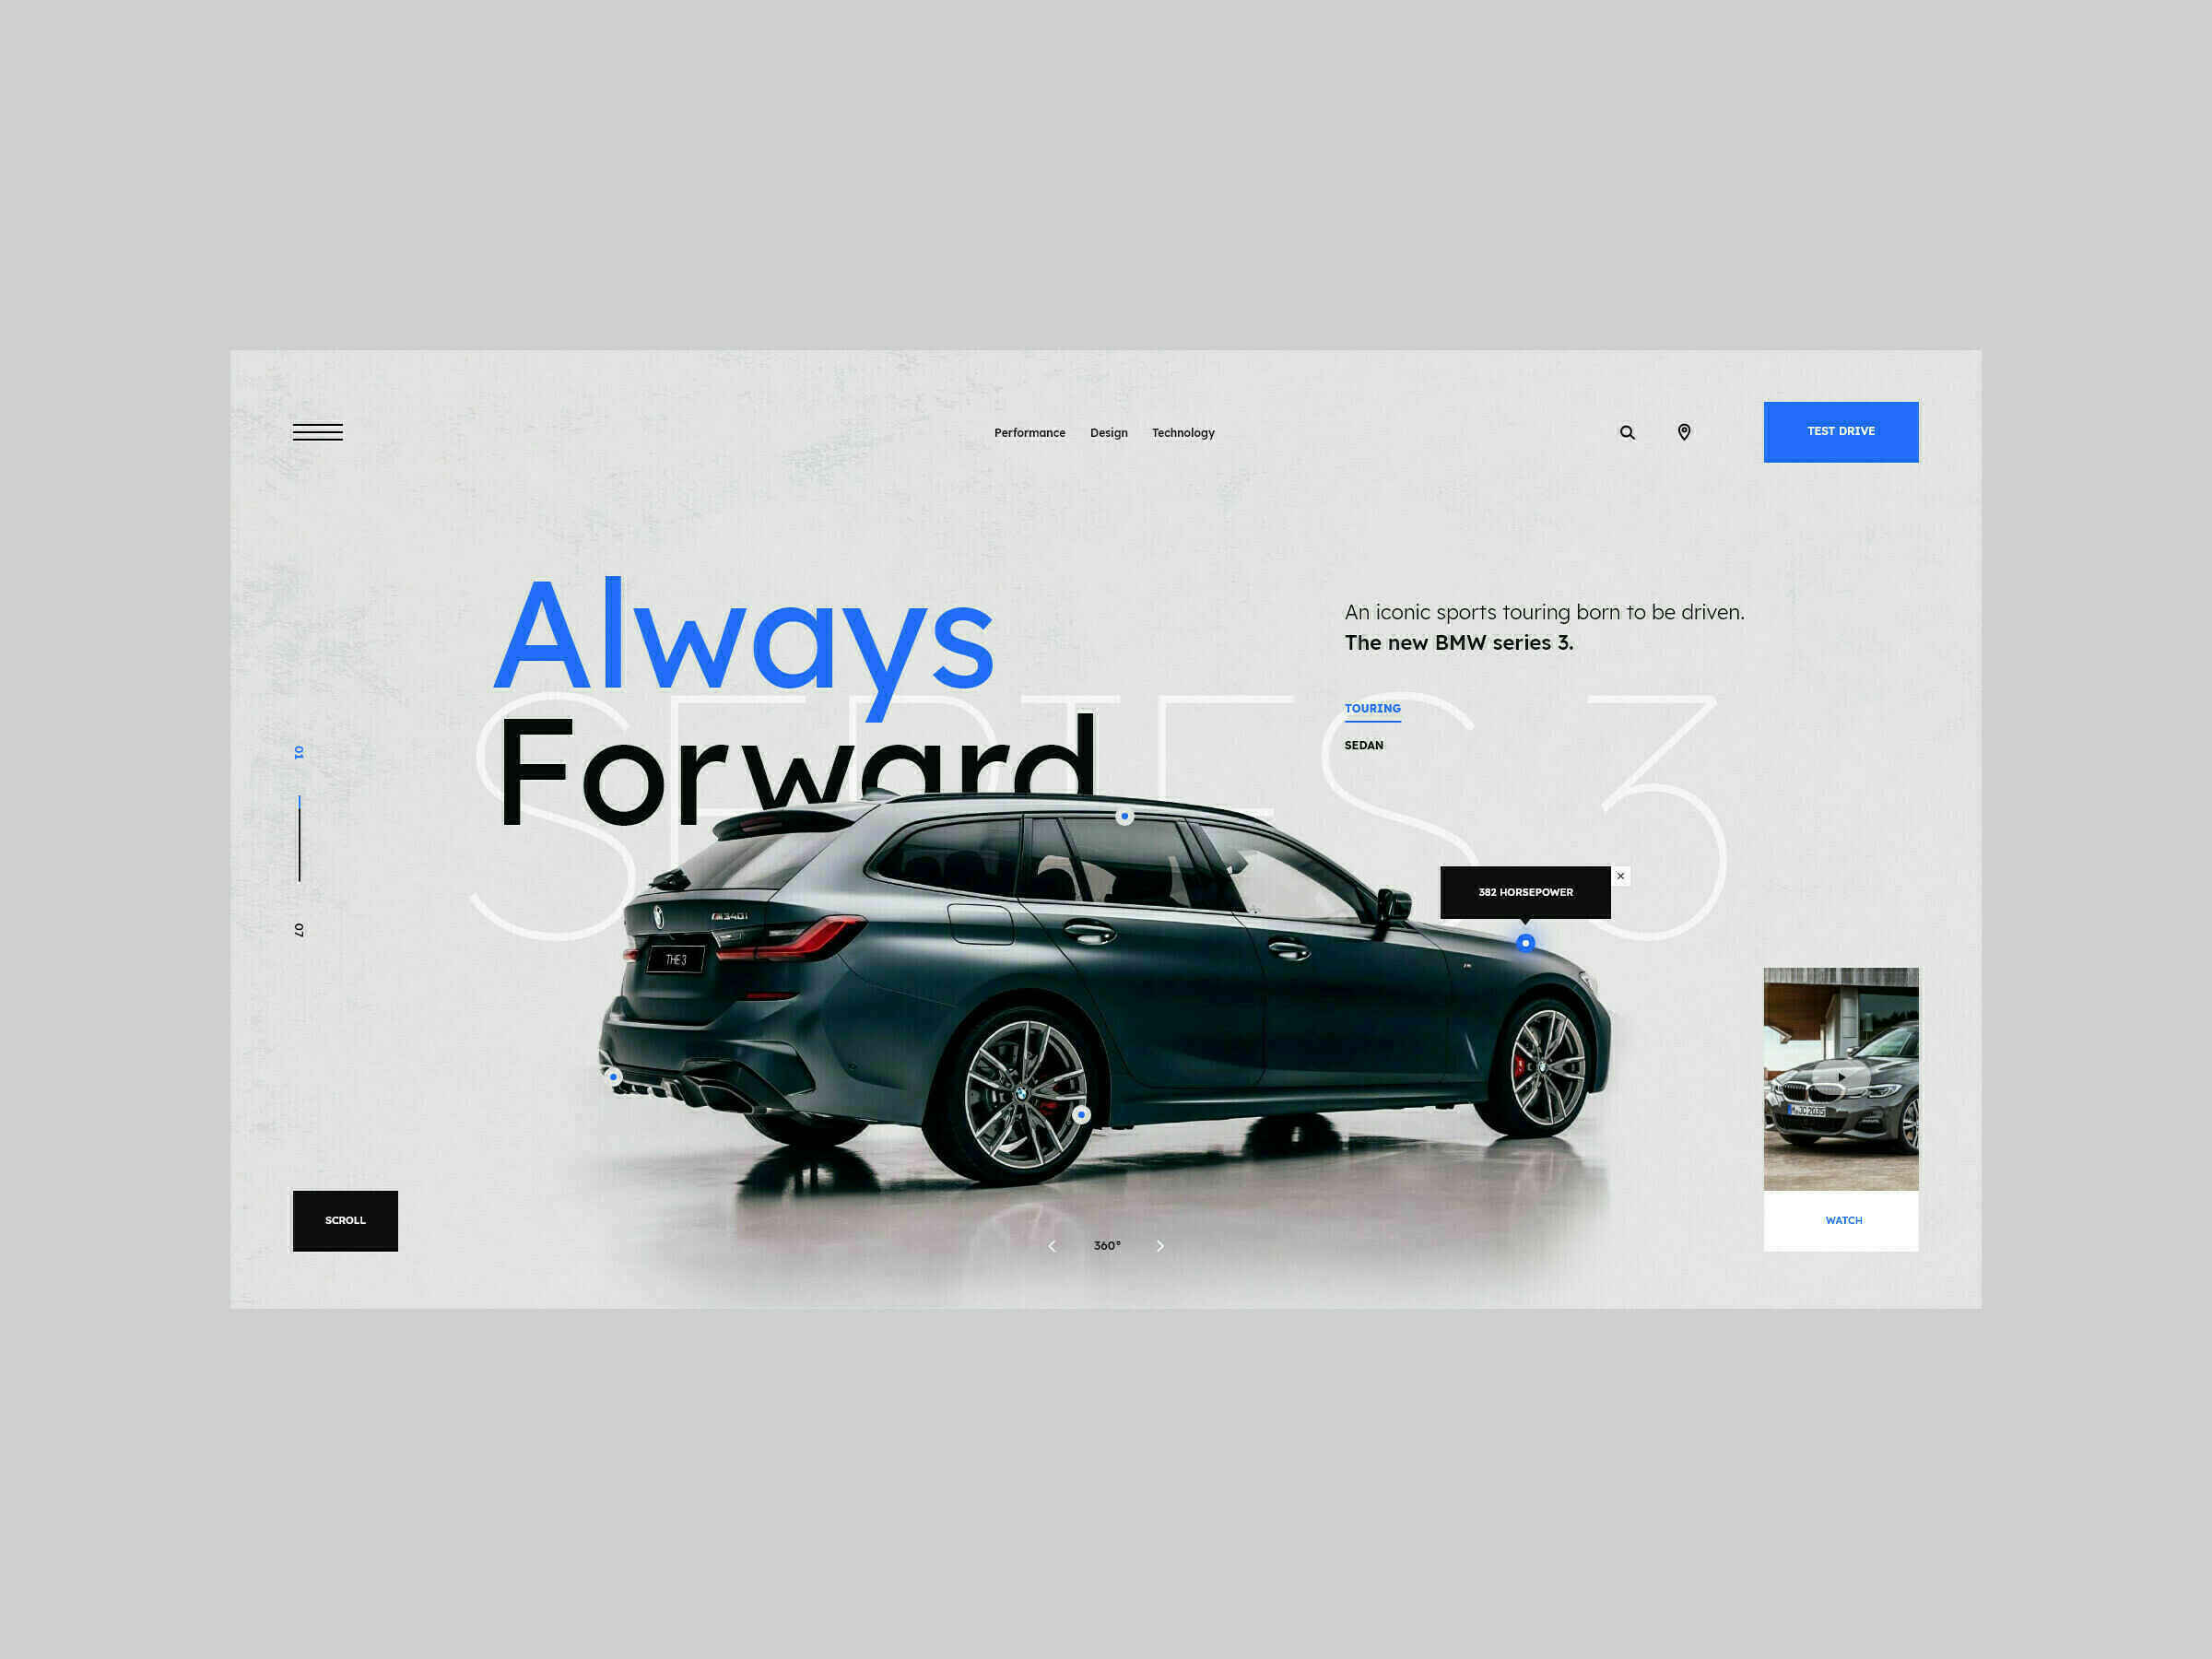 Performance Design Technology
TEST DRIVE
Always
Forward
SERIES 3
An iconic sports touring born to be driven.
The new BMW series 3.
TOURING
SEDAN
01
07
382 HORSEPOWER
M340i
THE 3
SCROLL
360°
WATCH